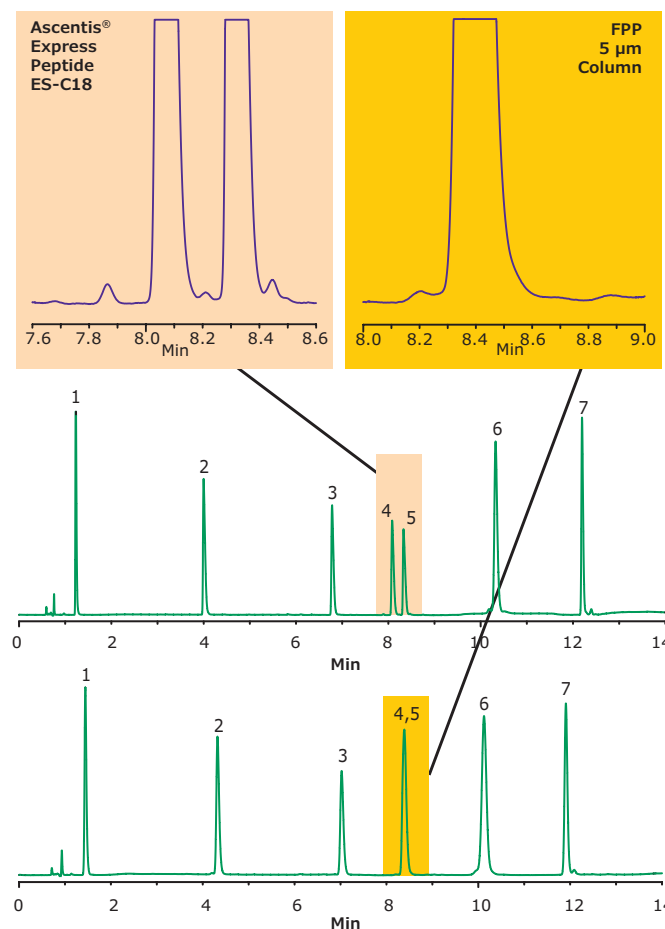 Ascentis®
Express
Peptide
ES-C18
7.6 7.8 8.0 8.2 8.4 8.6
Min
FPP
5 µm
Column
8.0 8.2 8.4 8.6 8.8 9.0
Min
1 2 3 4 5 6 7
0 2 4 6 8 10 12 14
Min
1 2 3 4,5 6 7
0 2 4 6 8 10 12 14
Min